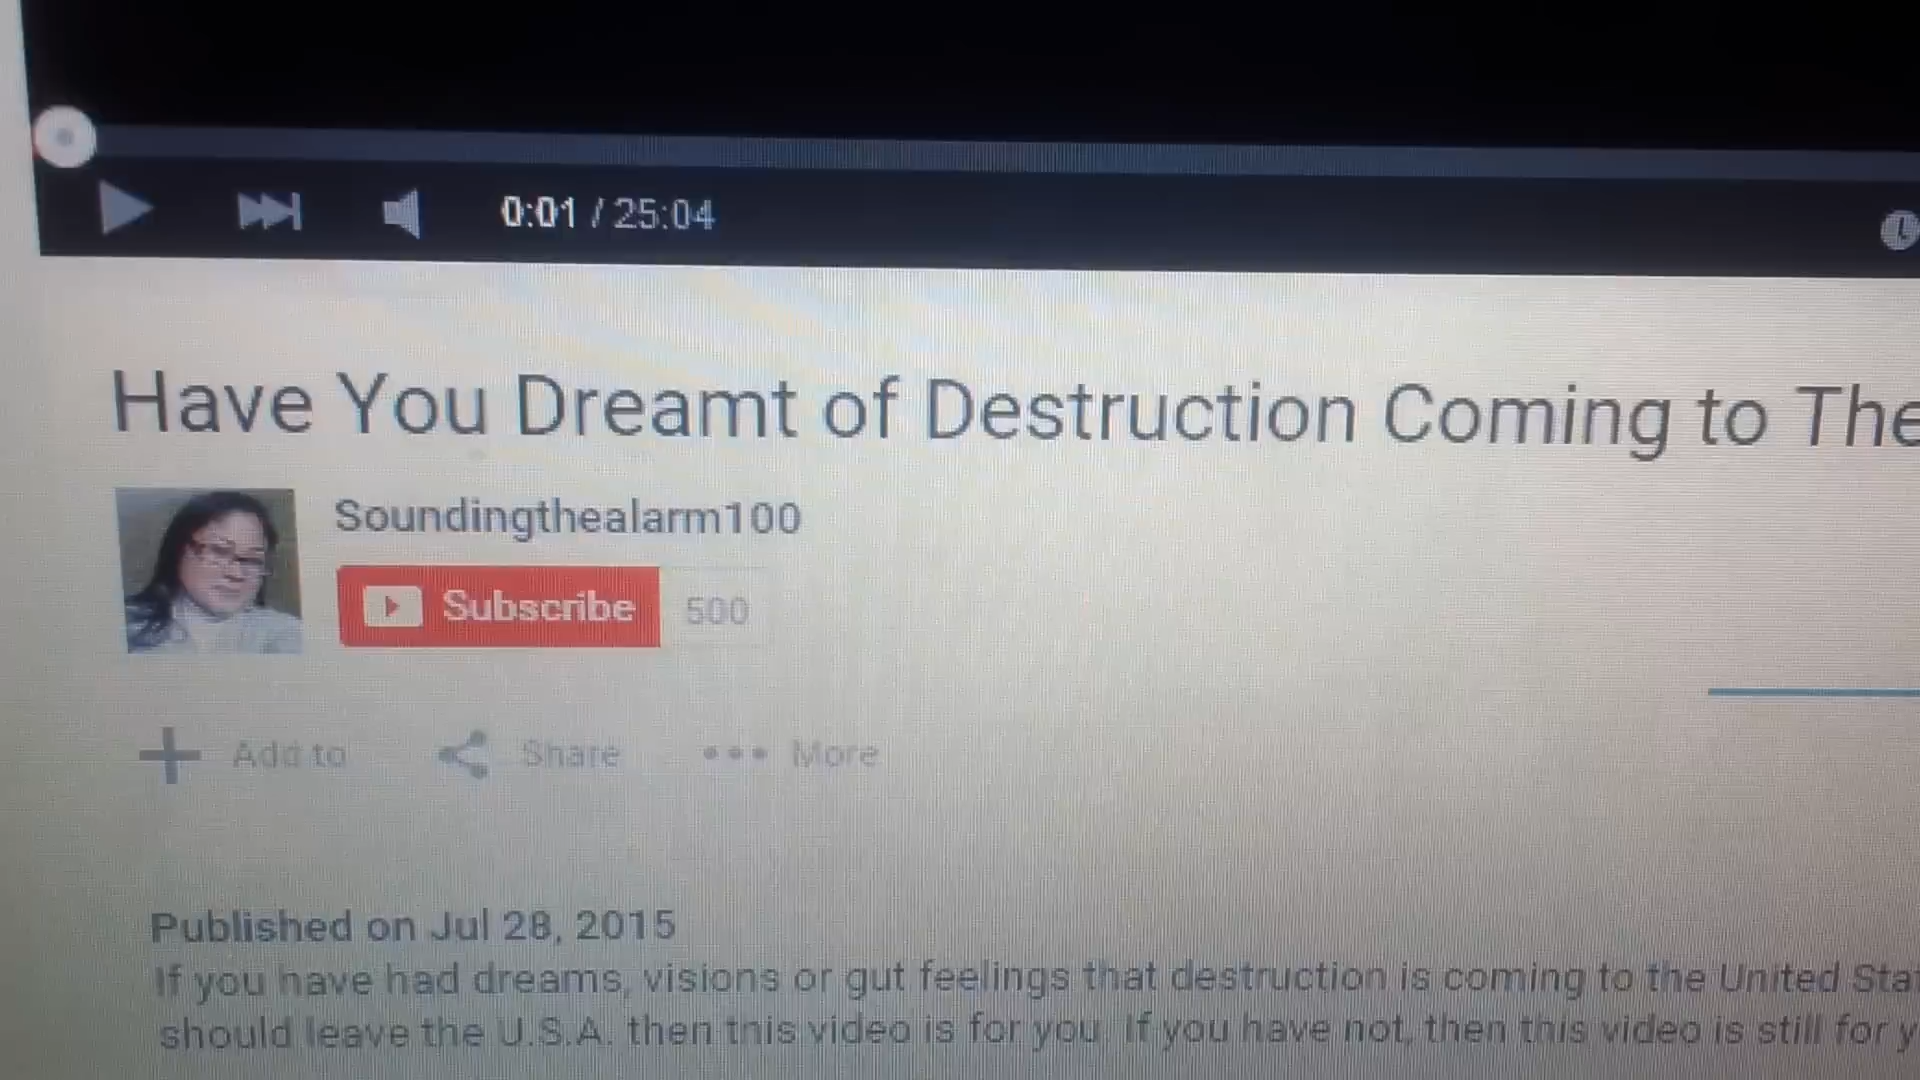 0:01 / 25:04
Have You Dreamt of Destruction Coming to The
Soundingthealarm100
Subscribe 500
Add to Share More
Published on Jul 28, 2015
If you have had dreams, visions or gut feelings that destruction is coming to the United Sta
should leave the U.S.A. then this video is for you. If you have not, then this video is still for y